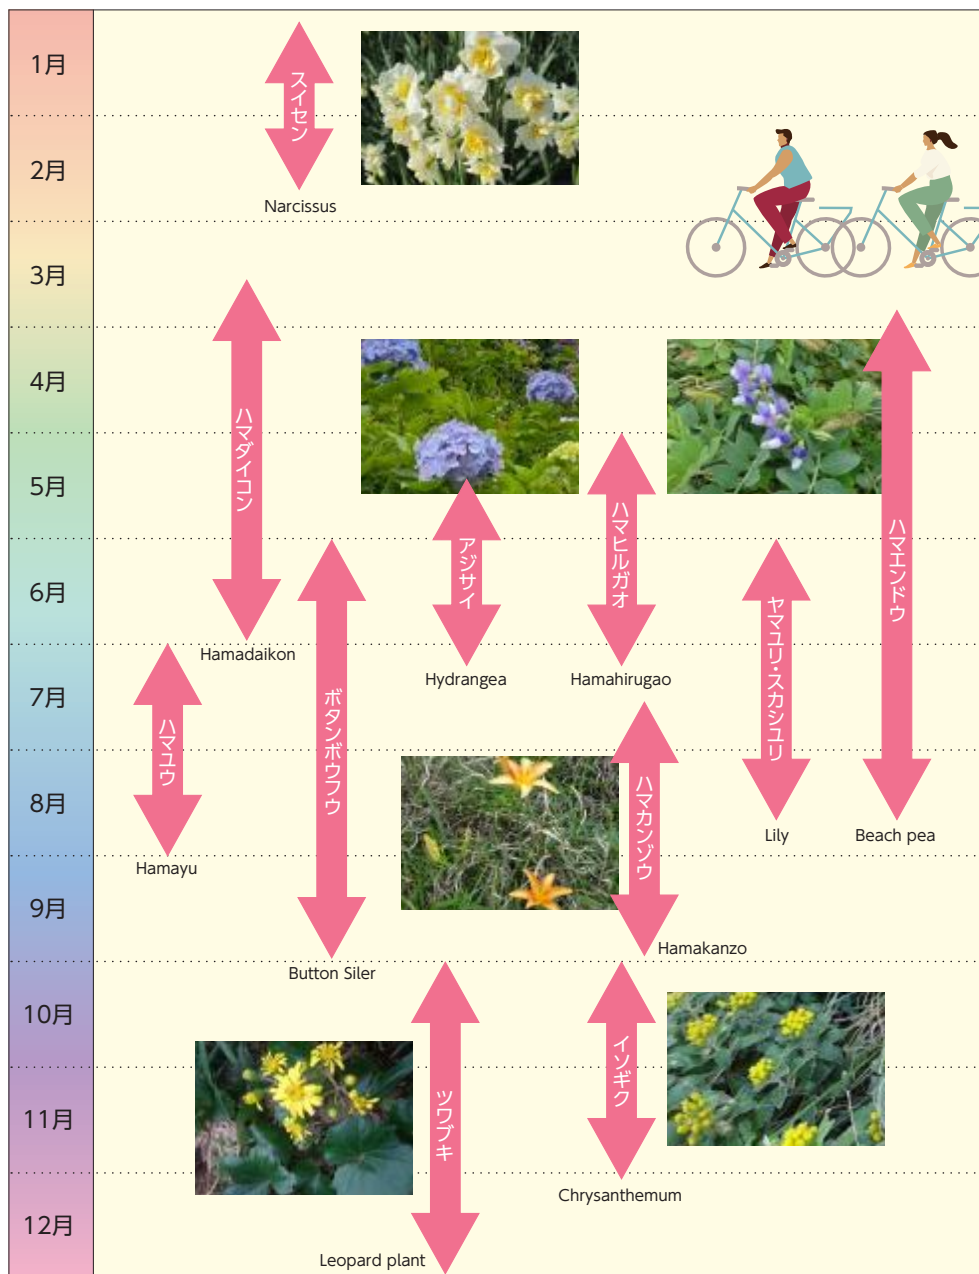 1月
スイセン
Narcissus
2月
3月
4月
ハマダイコン
Hamadaikon
5月
アジサイ
Hydrangea
ハマヒルガオ
Hamahirugao
ハマエンドウ
Beach pea
6月
ヤマユリ・スカシユリ
Lily
ボタンボウフウ
Button Siler
7月
ハマユウ
Hamayu
8月
ハマカンゾウ
Hamakanzo
9月
10月
イソギク
Chrysanthemum
11月
ツワブキ
Leopard plant
12月